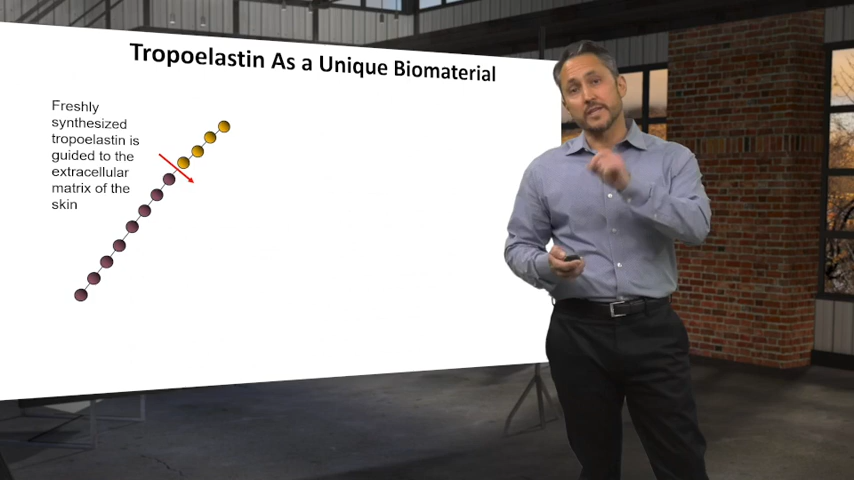 Tropoelastin As a Unique Biomaterial
Freshly
synthesized
tropoelastin is
guided to the
extracellular
matrix of the
skin